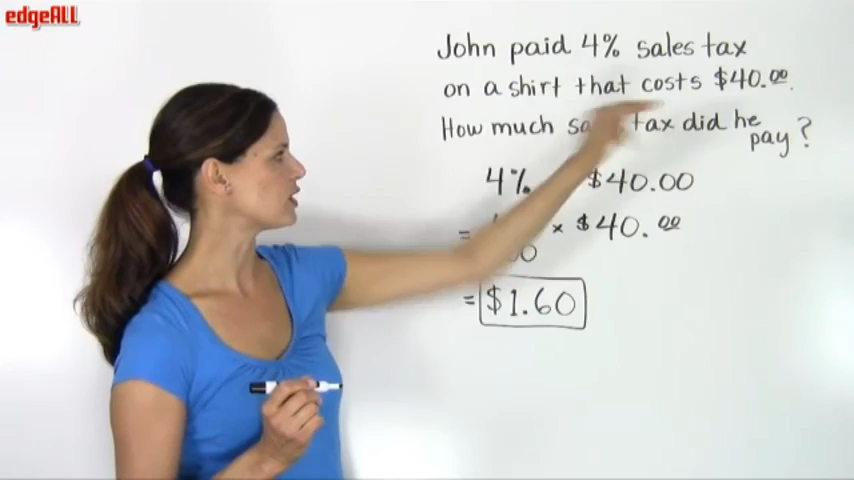 edgeALL
John paid 4% sales tax
on a shirt that costs $40.00.
How much tax did he
pay?
4% $40.00
= × $40.00
= $1.60